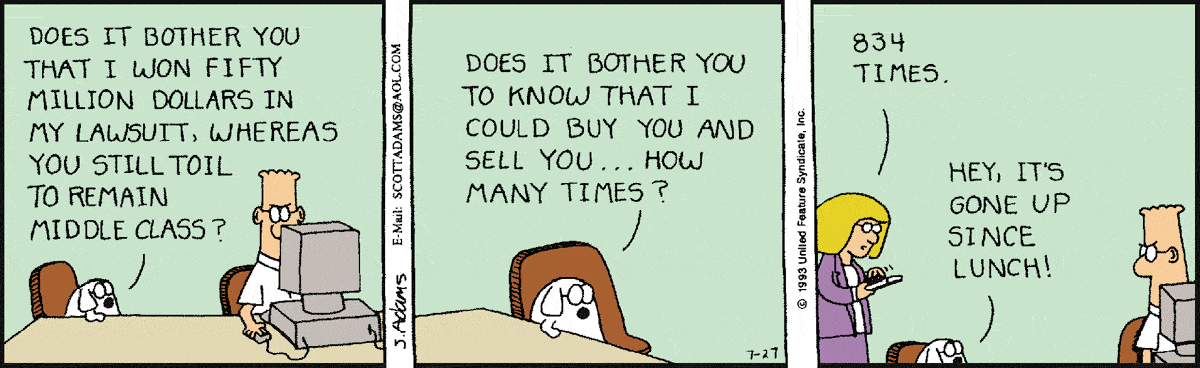 DOES IT BOTHER YOU
THAT I WON FIFTY
MILLION DOLLARS IN
MY LAWSUIT, WHEREAS
YOU STILL TOIL
TO REMAIN
MIDDLE CLASS?
S. Adams
E-Mail: SCOTTADAMS@AOL.COM
DOES IT BOTHER YOU
TO KNOW THAT I
COULD BUY YOU AND
SELL YOU... HOW
MANY TIMES?
7-27
© 1993 United Feature Syndicate, Inc.
834
TIMES.
HEY, IT'S
GONE UP
SINCE
LUNCH!